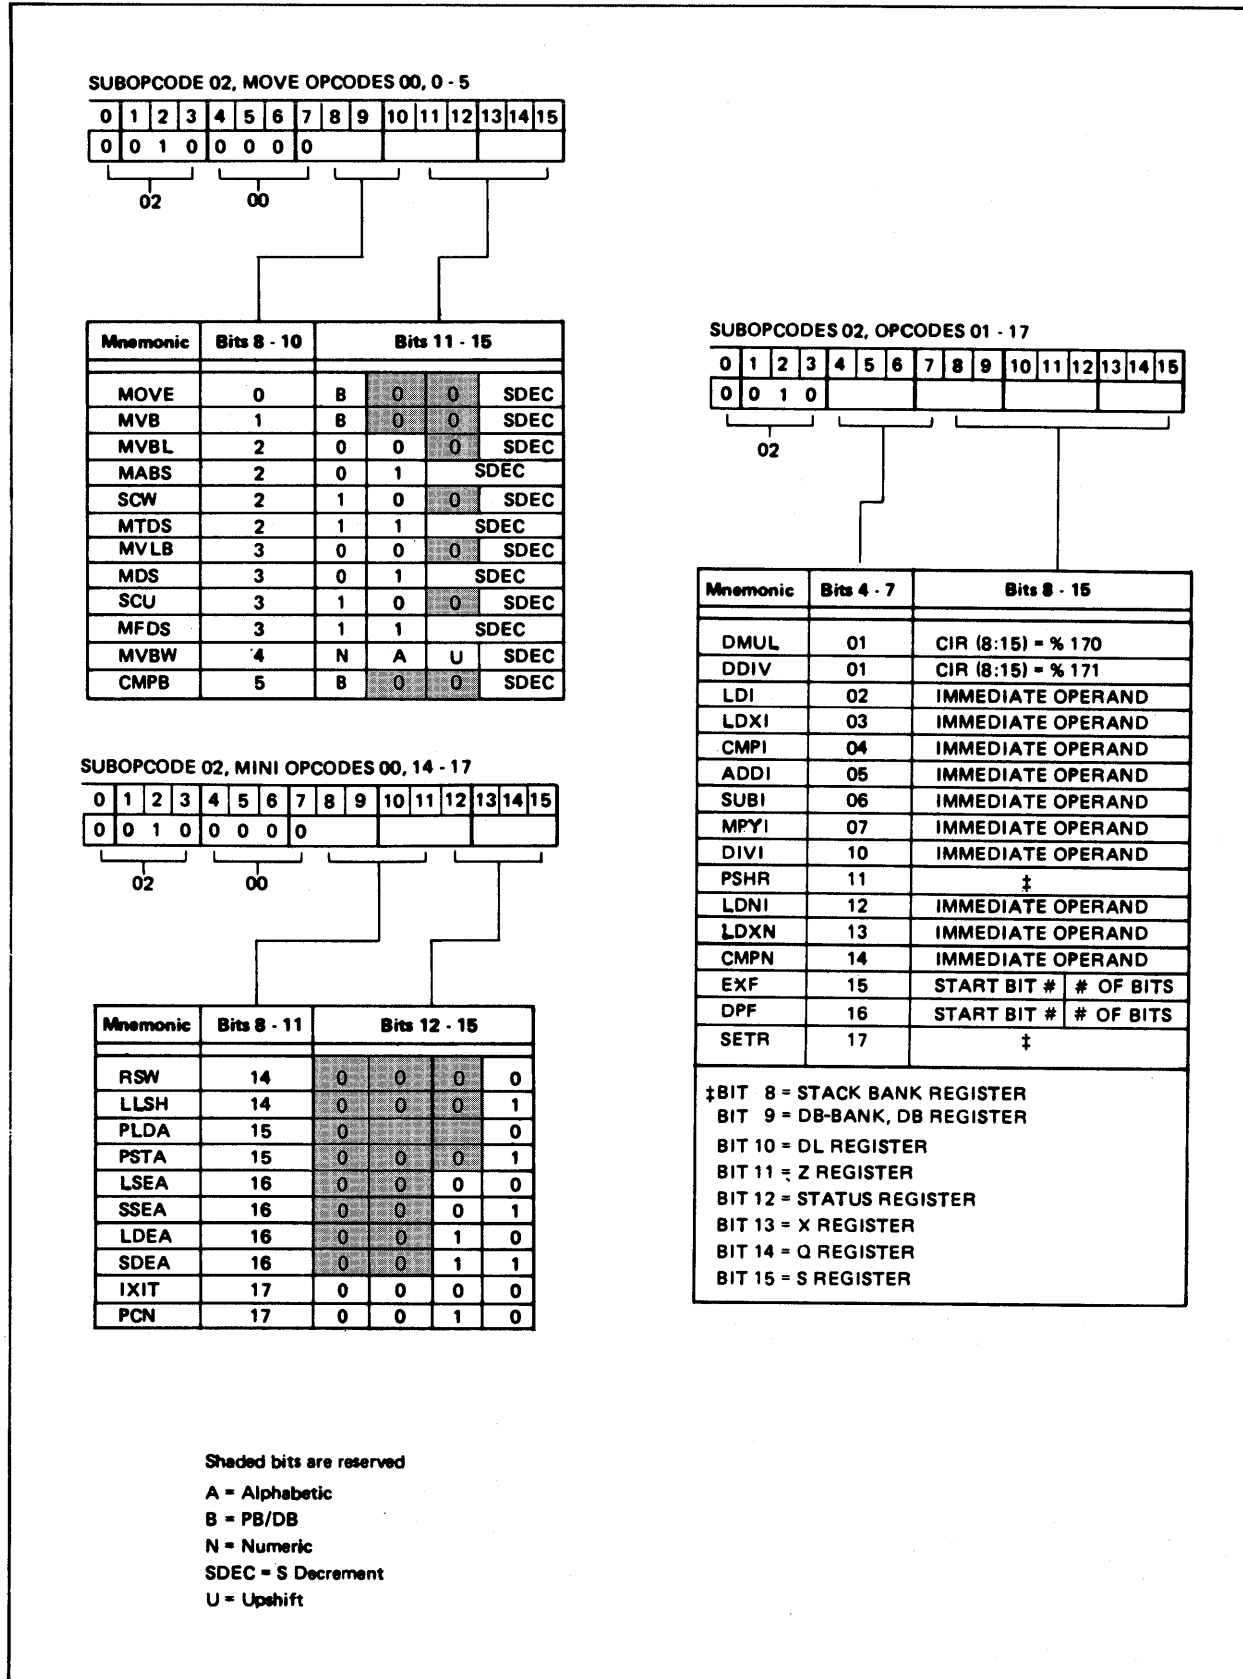 SUBOPCODE 02, MOVE OPCODES 00, 0 - 5
0 1 2 3 4 5 6 7 8 9 10 11 12 13 14 15
0 0 1 0 0 0 0 0
02 00
Mnemonic Bits 8 - 10 Bits 11 - 15
MOVE 0 B 0 0 SDEC
MVB 1 B 0 0 SDEC
MVBL 2 0 0 0 SDEC
MABS 2 0 1 SDEC
SCW 2 1 0 0 SDEC
MTDS 2 1 1 SDEC
MVLB 3 0 0 0 SDEC
MDS 3 0 1 SDEC
SCU 3 1 0 0 SDEC
MFDS 3 1 1 SDEC
MVBW 4 N A U SDEC
CMPB 5 B 0 0 SDEC
SUBOPCODE 02, MINI OPCODES 00, 14 - 17
0 1 2 3 4 5 6 7 8 9 10 11 12 13 14 15
0 0 1 0 0 0 0 0
02 00
Mnemonic Bits 8 - 11 Bits 12 - 15
RSW 14 0 0 0 0
LLSH 14 0 0 0 1
PLDA 15 0 0
PSTA 15 0 0 0 1
LSEA 16 0 0 0 0
SSEA 16 0 0 0 1
LDEA 16 0 0 1 0
SDEA 16 0 0 1 1
IXIT 17 0 0 0 0
PCN 17 0 0 1 0
Shaded bits are reserved
A = Alphabetic
B = PB/DB
N = Numeric
SDEC = S Decrement
U = Upshift
SUBOPCODES 02, OPCODES 01 - 17
0 1 2 3 4 5 6 7 8 9 10 11 12 13 14 15
0 0 1 0
02
Mnemonic Bits 4 - 7 Bits 8 - 15
DMUL 01 CIR (8:15) = % 170
DDIV 01 CIR (8:15) = % 171
LDI 02 IMMEDIATE OPERAND
LDXI 03 IMMEDIATE OPERAND
CMPI 04 IMMEDIATE OPERAND
ADDI 05 IMMEDIATE OPERAND
SUBI 06 IMMEDIATE OPERAND
MPYI 07 IMMEDIATE OPERAND
DIVI 10 IMMEDIATE OPERAND
PSHR 11 ‡
LDNI 12 IMMEDIATE OPERAND
LDXN 13 IMMEDIATE OPERAND
CMPN 14 IMMEDIATE OPERAND
EXF 15 START BIT # # OF BITS
DPF 16 START BIT # # OF BITS
SETR 17 ‡
‡BIT 8 = STACK BANK REGISTER
BIT 9 = DB-BANK, DB REGISTER
BIT 10 = DL REGISTER
BIT 11 = Z REGISTER
BIT 12 = STATUS REGISTER
BIT 13 = X REGISTER
BIT 14 = Q REGISTER
BIT 15 = S REGISTER